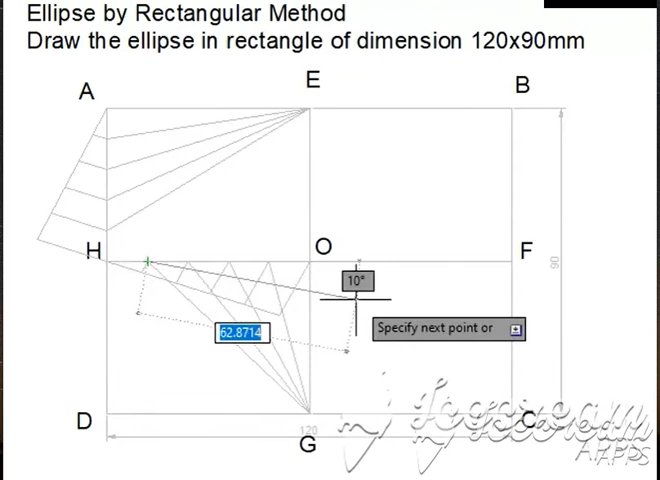 Ellipse by Rectangular Method
Draw the ellipse in rectangle of dimension 120x90mm
A
E
B
H
O
F
90
10°
62.8714
Specify next point or
D
120
G
C
APPS